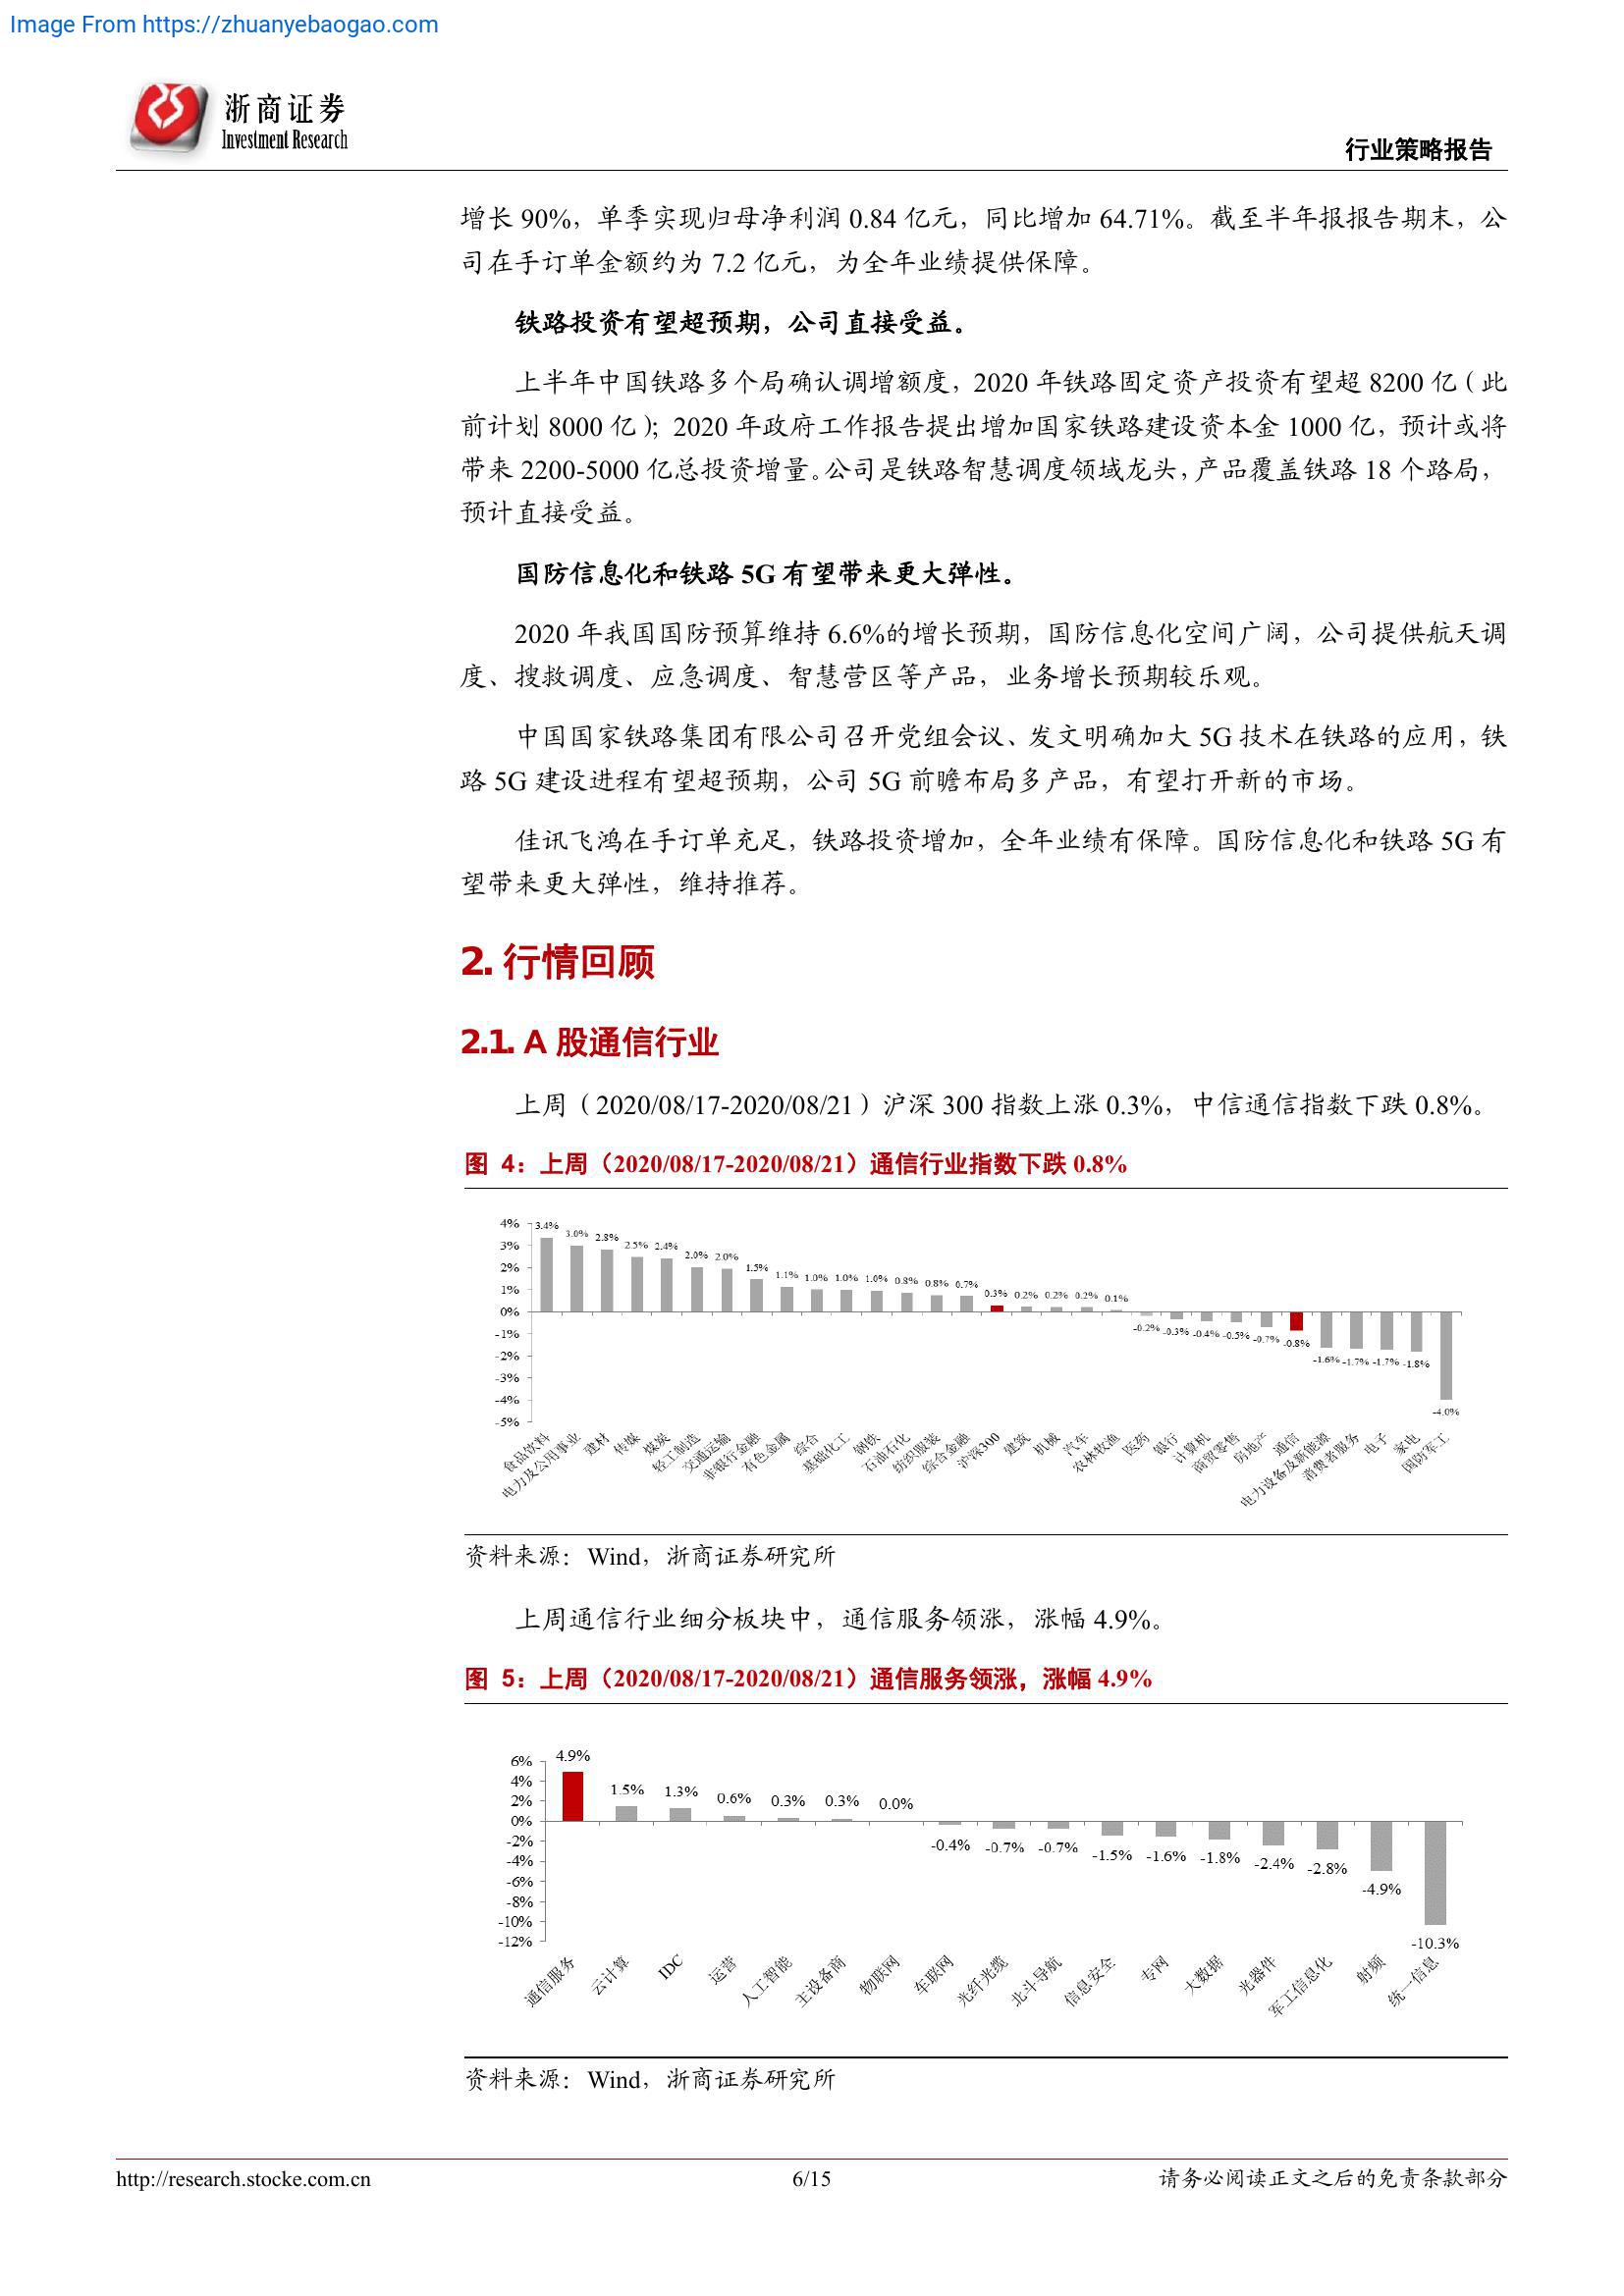 Image From https://zhuanyebaogao.com
浙商证券
Investment Research
行业策略报告
增长 90%，单季实现归母净利润 0.84 亿元，同比增加 64.71%。截至半年报报告期末，公
司在手订单金额约为 7.2 亿元，为全年业绩提供保障。
铁路投资有望超预期，公司直接受益。
上半年中国铁路多个局确认调增额度，2020 年铁路固定资产投资有望超 8200 亿（此
前计划 8000 亿）；2020 年政府工作报告提出增加国家铁路建设资本金 1000 亿，预计或将
带来 2200-5000 亿总投资增量。公司是铁路智慧调度领域龙头，产品覆盖铁路 18 个路局，
预计直接受益。
国防信息化和铁路 5G 有望带来更大弹性。
2020 年我国国防预算维持 6.6%的增长预期，国防信息化空间广阔，公司提供航天调
度、搜救调度、应急调度、智慧营区等产品，业务增长预期较乐观。
中国国家铁路集团有限公司召开党组会议、发文明确加大 5G 技术在铁路的应用，铁
路 5G 建设进程有望超预期，公司 5G 前瞻布局多产品，有望打开新的市场。
佳讯飞鸿在手订单充足，铁路投资增加，全年业绩有保障。国防信息化和铁路 5G 有
望带来更大弹性，维持推荐。
2. 行情回顾
2.1. A 股通信行业
上周（2020/08/17-2020/08/21）沪深 300 指数上涨 0.3%，中信通信指数下跌 0.8%。
图 4：上周（2020/08/17-2020/08/21）通信行业指数下跌 0.8%
4%
3%
2%
1%
0%
-1%
-2%
-3%
-4%
-5%
3.4% 3.0% 2.8% 2.5% 2.4% 2.0% 2.0% 1.5% 1.1% 1.0% 1.0% 1.0% 0.8% 0.8% 0.7% 0.3% 0.2% 0.2% 0.2% 0.1%
-0.2% -0.3% -0.4% -0.5% -0.7% -0.8% -1.6% -1.7% -1.7% -1.8% -4.0%
食品饮料 电力及公用事业 建材 传媒 煤炭 轻工制造 交通运输 非银行金融 有色金属 综合 基础化工 钢铁 石油石化 纺织服装 综合金融 沪深300 建筑 机械 汽车 农林牧渔 医药 银行 计算机 商贸零售 房地产 通信 电力设备及新能源 消费者服务 电子 家电 国防军工
资料来源：Wind，浙商证券研究所
上周通信行业细分板块中，通信服务领涨，涨幅 4.9%。
图 5：上周（2020/08/17-2020/08/21）通信服务领涨，涨幅 4.9%
6%
4%
2%
0%
-2%
-4%
-6%
-8%
-10%
-12%
4.9% 1.5% 1.3% 0.6% 0.3% 0.3% 0.0%
-0.4% -0.7% -0.7% -1.5% -1.6% -1.8% -2.4% -2.8% -4.9% -10.3%
通信服务 云计算 IDC 运营 人工智能 主设备商 物联网 车联网 光纤光缆 北斗导航 信息安全 专网 大数据 光器件 军工信息化 射频 统一信息
资料来源：Wind，浙商证券研究所
http://research.stocke.com.cn
6/15
请务必阅读正文之后的免责条款部分